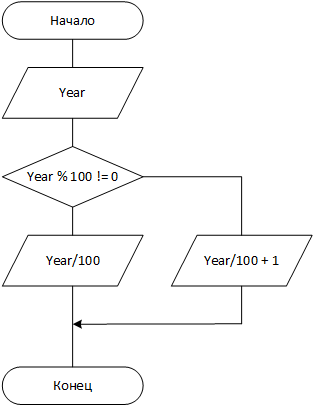 Начало
Year
Year % 100 != 0
Year/100
Year/100 + 1
Конец